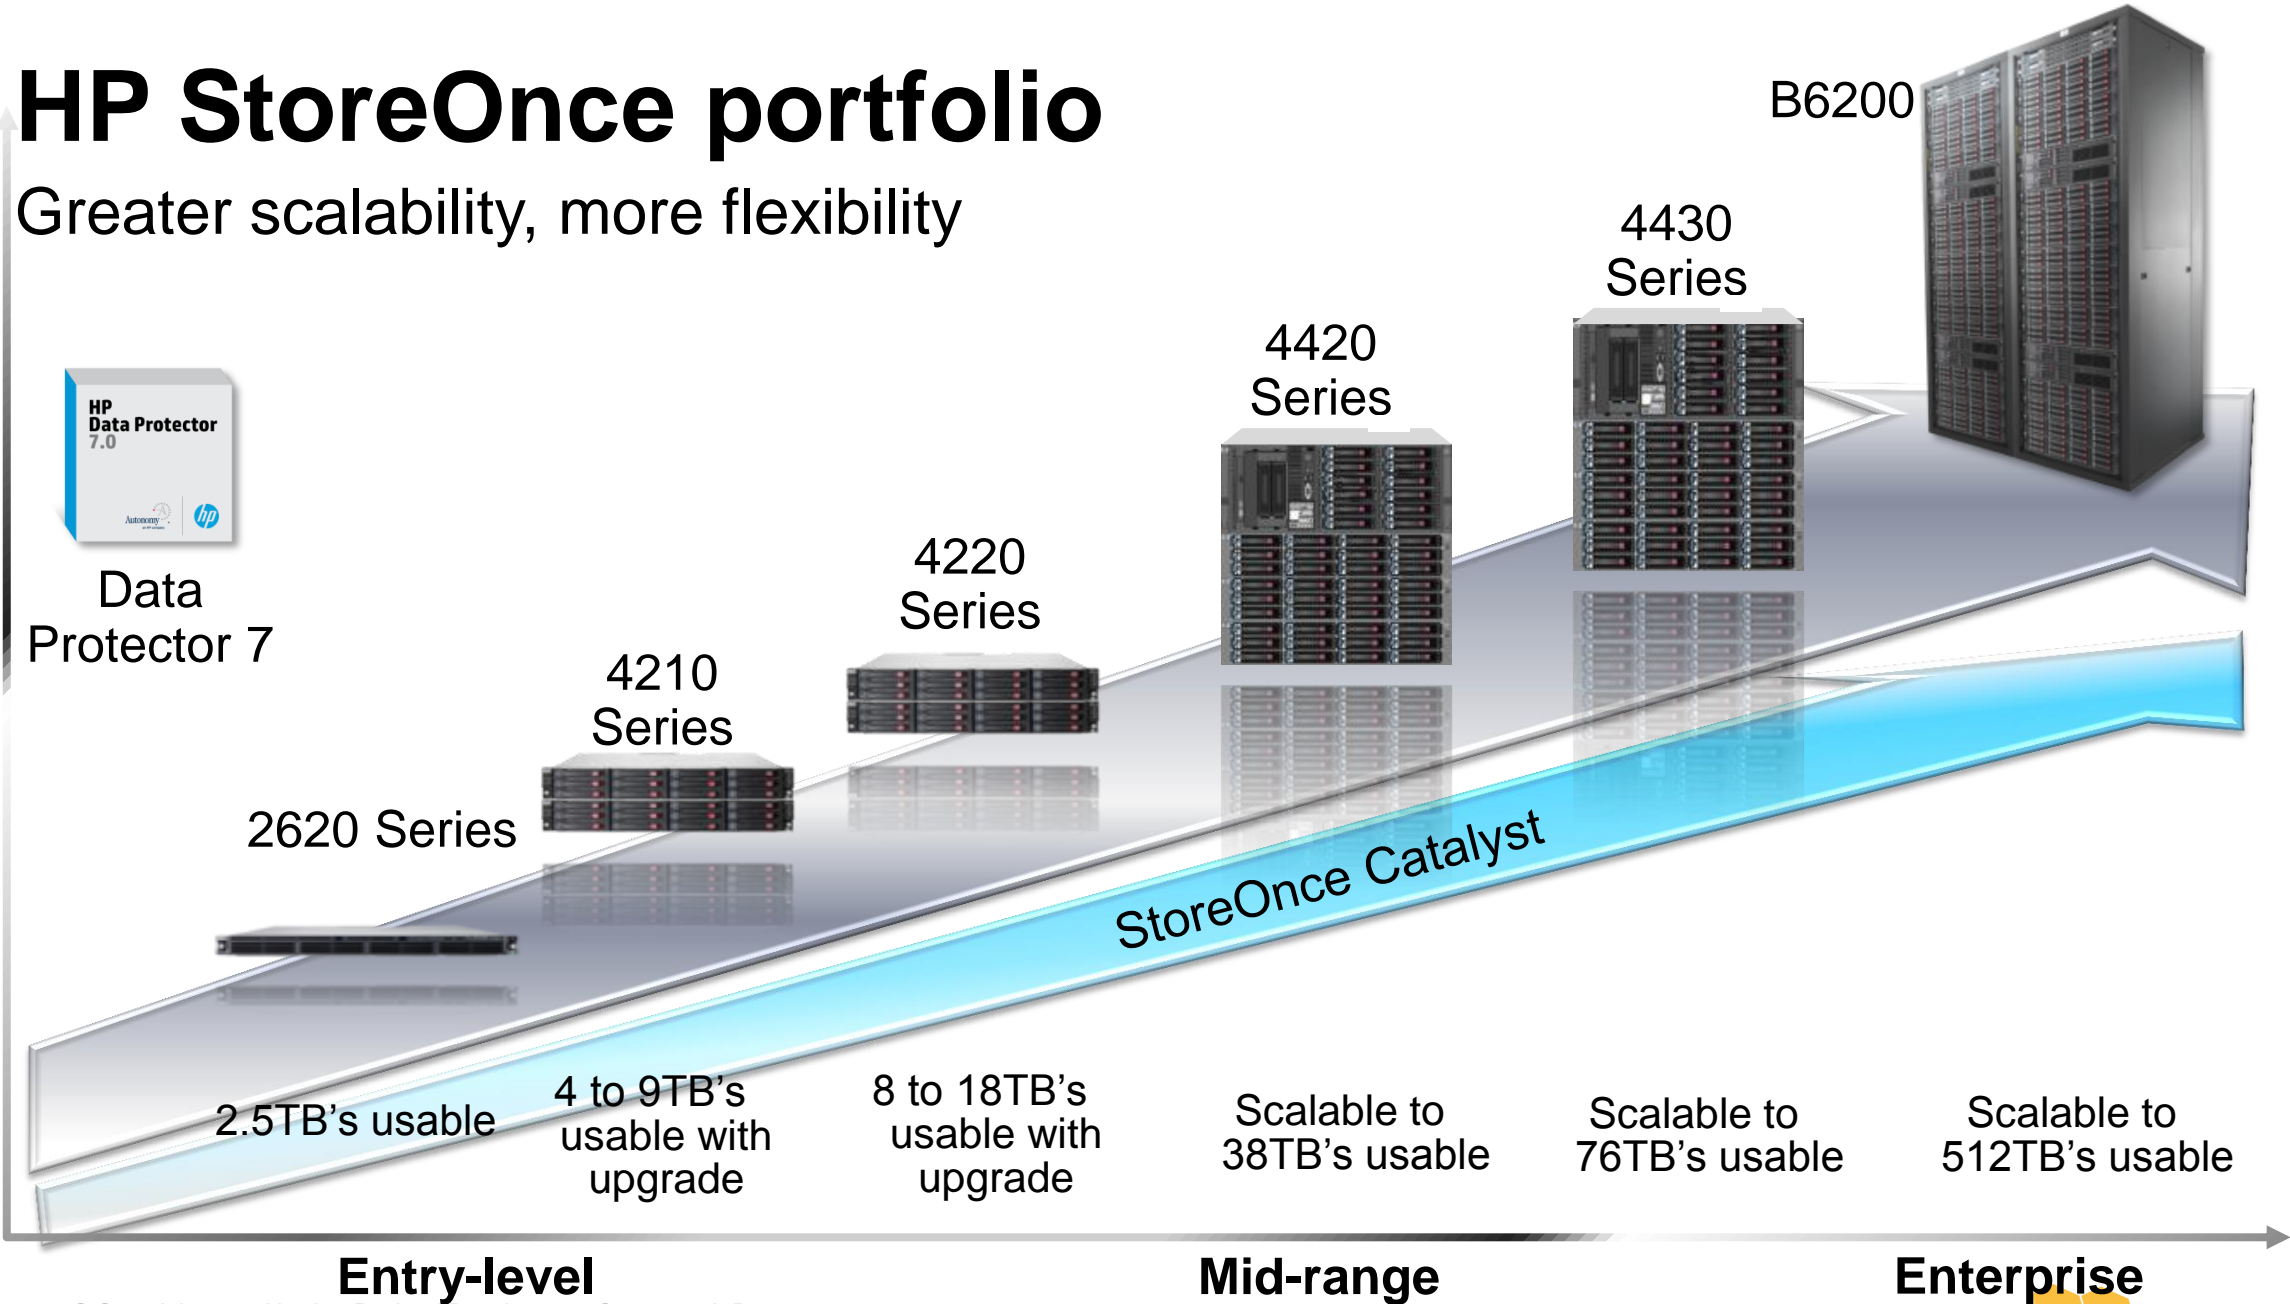 HP StoreOnce portfolio
Greater scalability, more flexibility
B6200
4430
Series
4420
Series
HP
Data Protector
7.0
Autonomy
hp
Data
Protector 7
4220
Series
4210
Series
2620 Series
StoreOnce Catalyst
2.5TB’s usable
4 to 9TB’s
usable with
upgrade
8 to 18TB’s
usable with
upgrade
Scalable to
38TB’s usable
Scalable to
76TB’s usable
Scalable to
512TB’s usable
Entry-level
Mid-range
Enterprise